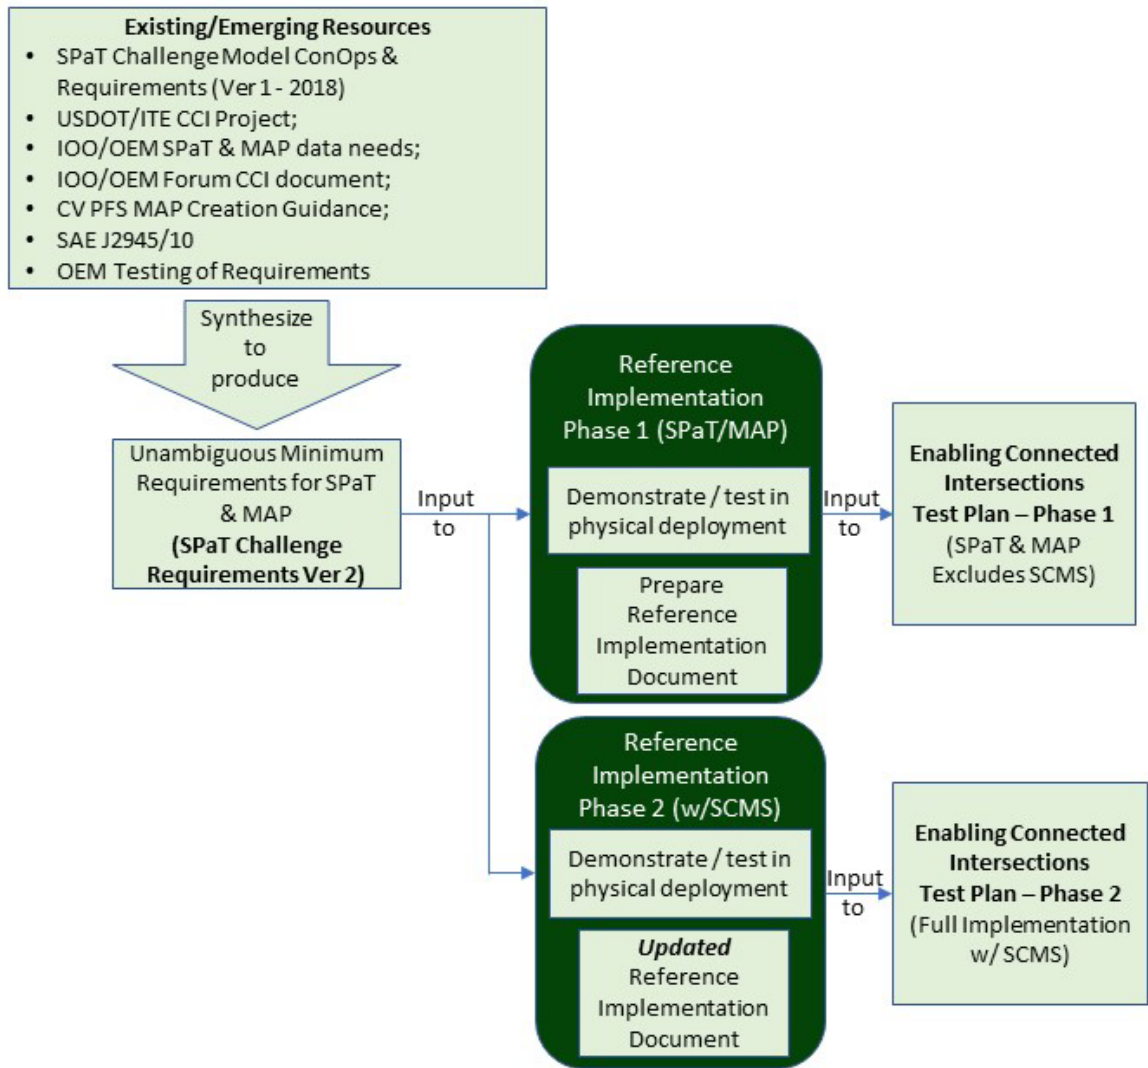 Existing/Emerging Resources
• SPaT Challenge Model ConOps &
Requirements (Ver 1 - 2018)
• USDOT/ITE CCI Project;
• IOO/OEM SPaT & MAP data needs;
• IOO/OEM Forum CCI document;
• CV PFS MAP Creation Guidance;
• SAE J2945/10
• OEM Testing of Requirements
Synthesize
to
produce
Unambiguous Minimum
Requirements for SPaT
& MAP
(SPaT Challenge
Requirements Ver 2)
Input
to
Reference
Implementation
Phase 1 (SPaT/MAP)
Demonstrate / test in
physical deployment
Prepare
Reference
Implementation
Document
Input
to
Enabling Connected
Intersections
Test Plan – Phase 1
(SPaT & MAP
Excludes SCMS)
Reference
Implementation
Phase 2 (w/SCMS)
Demonstrate / test in
physical deployment
Updated
Reference
Implementation
Document
Input
to
Enabling Connected
Intersections
Test Plan – Phase 2
(Full Implementation
w/ SCMS)